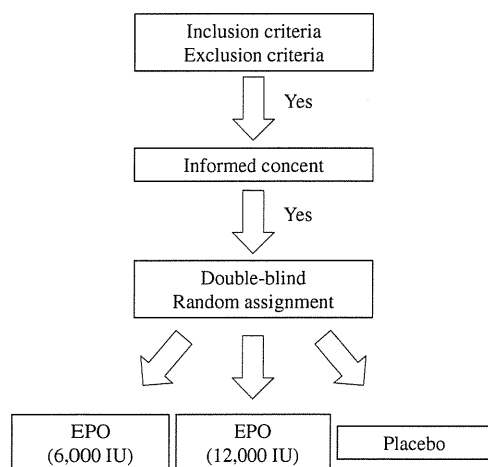 Inclusion criteria
Exclusion criteria
Yes
Informed concent
Yes
Double-blind
Random assignment
EPO
(6,000 IU)
EPO
(12,000 IU)
Placebo